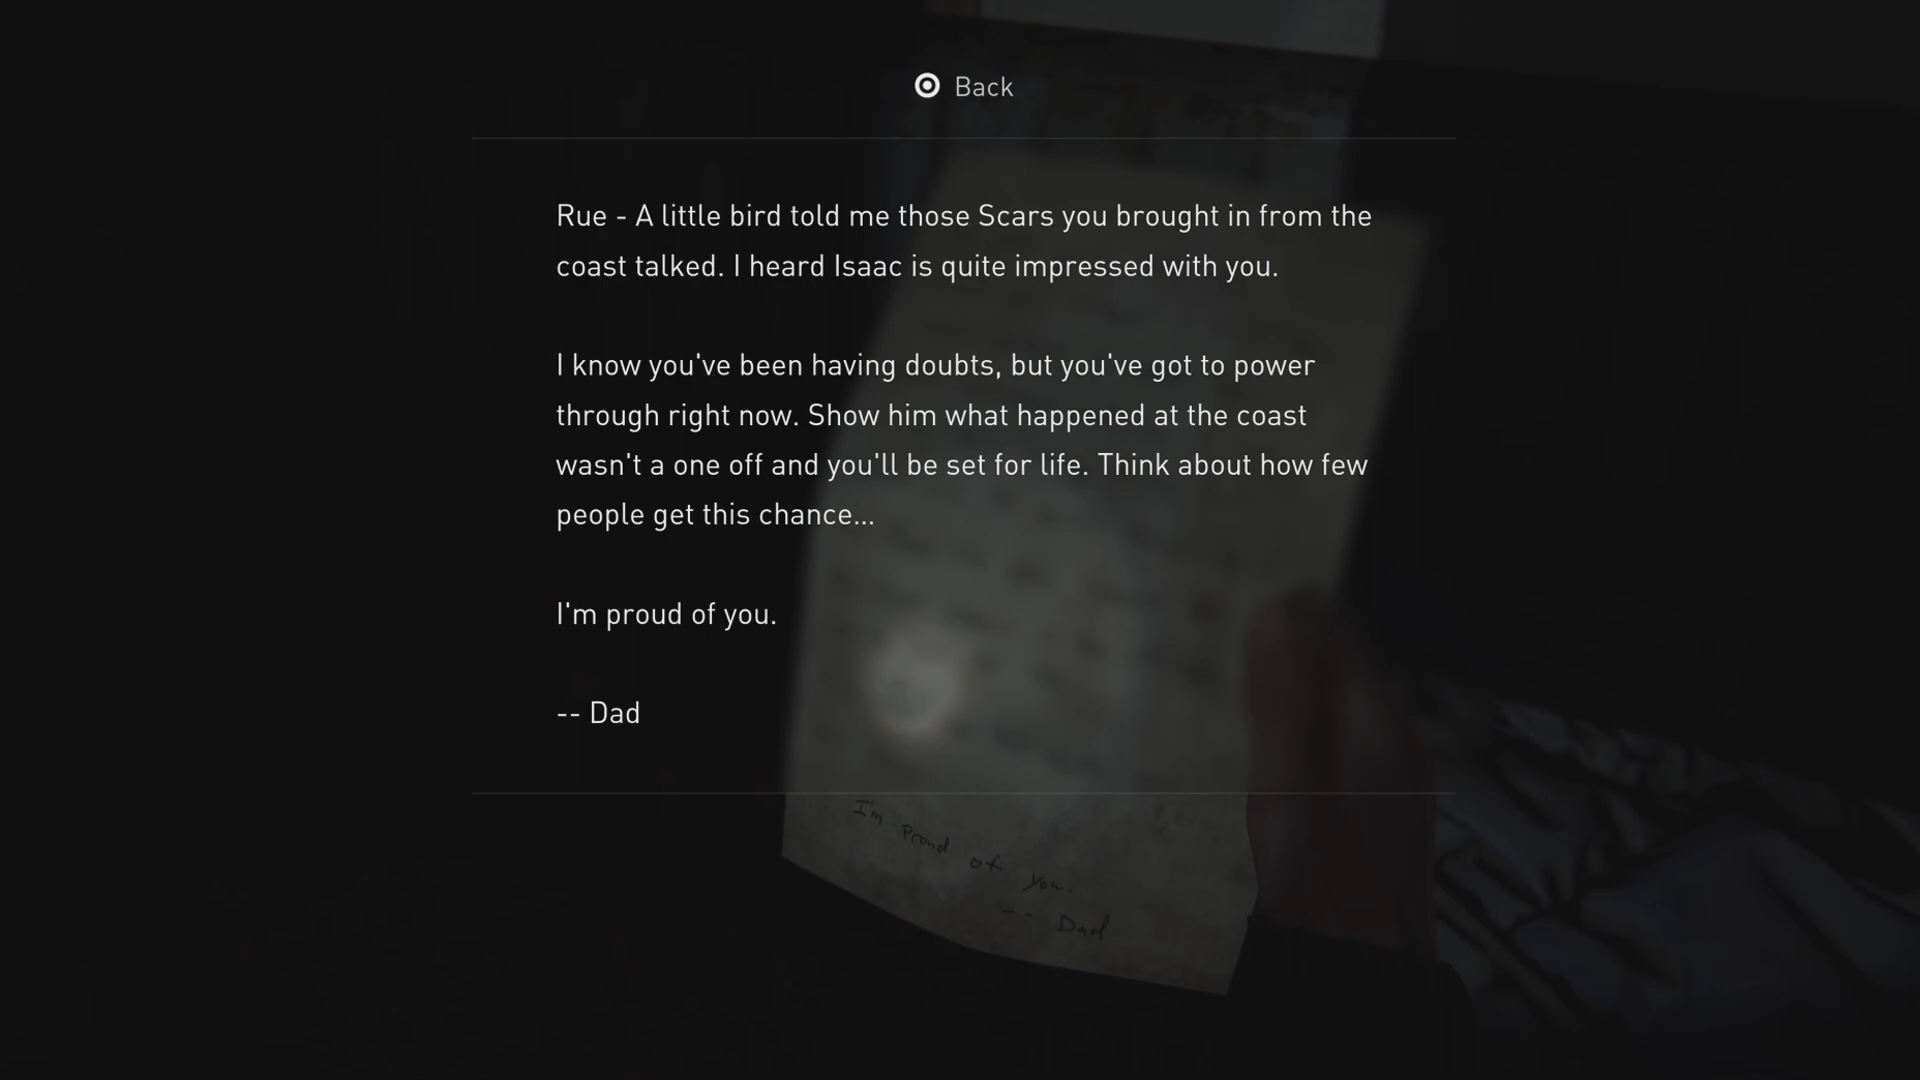 Back
Rue - A little bird told me those Scars you brought in from the
coast talked. I heard Isaac is quite impressed with you.
I know you've been having doubts, but you've got to power
through right now. Show him what happened at the coast
wasn't a one off and you'll be set for life. Think about how few
people get this chance...
I'm proud of you.
-- Dad
I'm Proud of you.
-- Dad